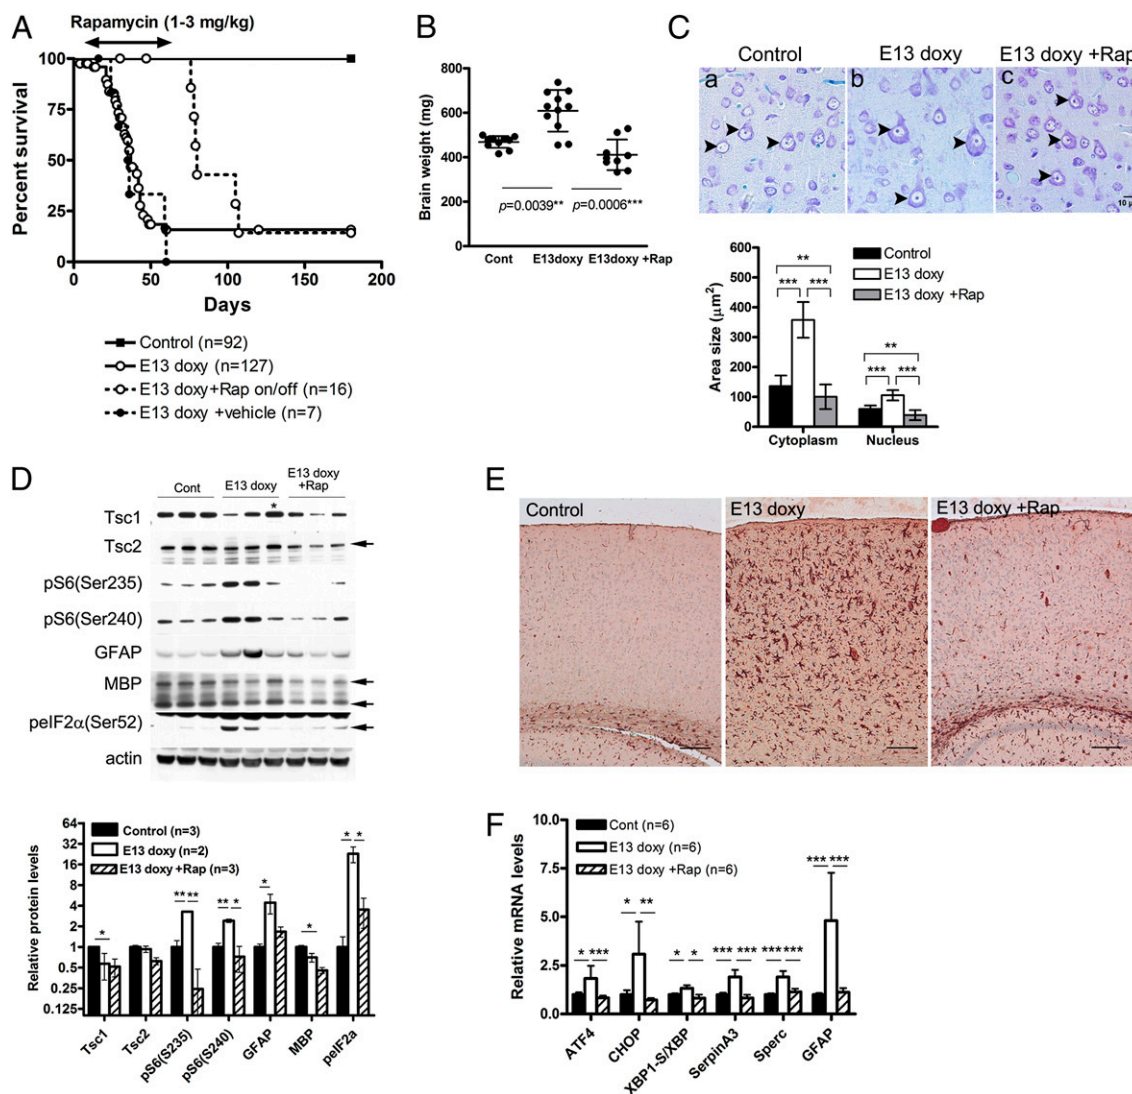 A
Rapamycin (1-3 mg/kg)
Percent survival
100
75
50
25
0
0 50 100 150 200
Days
Control (n=92)
E13 doxy (n=127)
E13 doxy+Rap on/off (n=16)
E13 doxy +vehicle (n=7)
B
Brain weight (mg)
800
600
400
200
0
p=0.0039** p=0.0006***
Cont E13doxy E13doxy +Rap
C
Control E13 doxy E13 doxy +Rap
a b c
10
Area size (μm²)
600
500
400
300
200
100
0
Control
E13 doxy
E13 doxy +Rap
**
*** ***
**
*** ***
Cytoplasm Nucleus
D
Cont E13 doxy E13 doxy +Rap
*
Tsc1
Tsc2
pS6(Ser235)
pS6(Ser240)
GFAP
MBP
peIF2α(Ser52)
actin
Relative protein levels
64
32
16
8
4
2
1
0.5
0.25
0.125
Control (n=3)
E13 doxy (n=2)
E13 doxy +Rap (n=3)
* ** ** ** * * * * *
Tsc1 Tsc2 pS6(S235) pS6(S240) GFAP MBP peIF2a
E
Control E13 doxy E13 doxy +Rap
F
Relative mRNA levels
10.0
7.5
5.0
2.5
0.0
Cont (n=6)
E13 doxy (n=6)
E13 doxy +Rap (n=6)
* *** * ** * * *** *** *** *** *** ***
ATF4 CHOP XBP1-S/XBP SerpinA3 Sperc GFAP